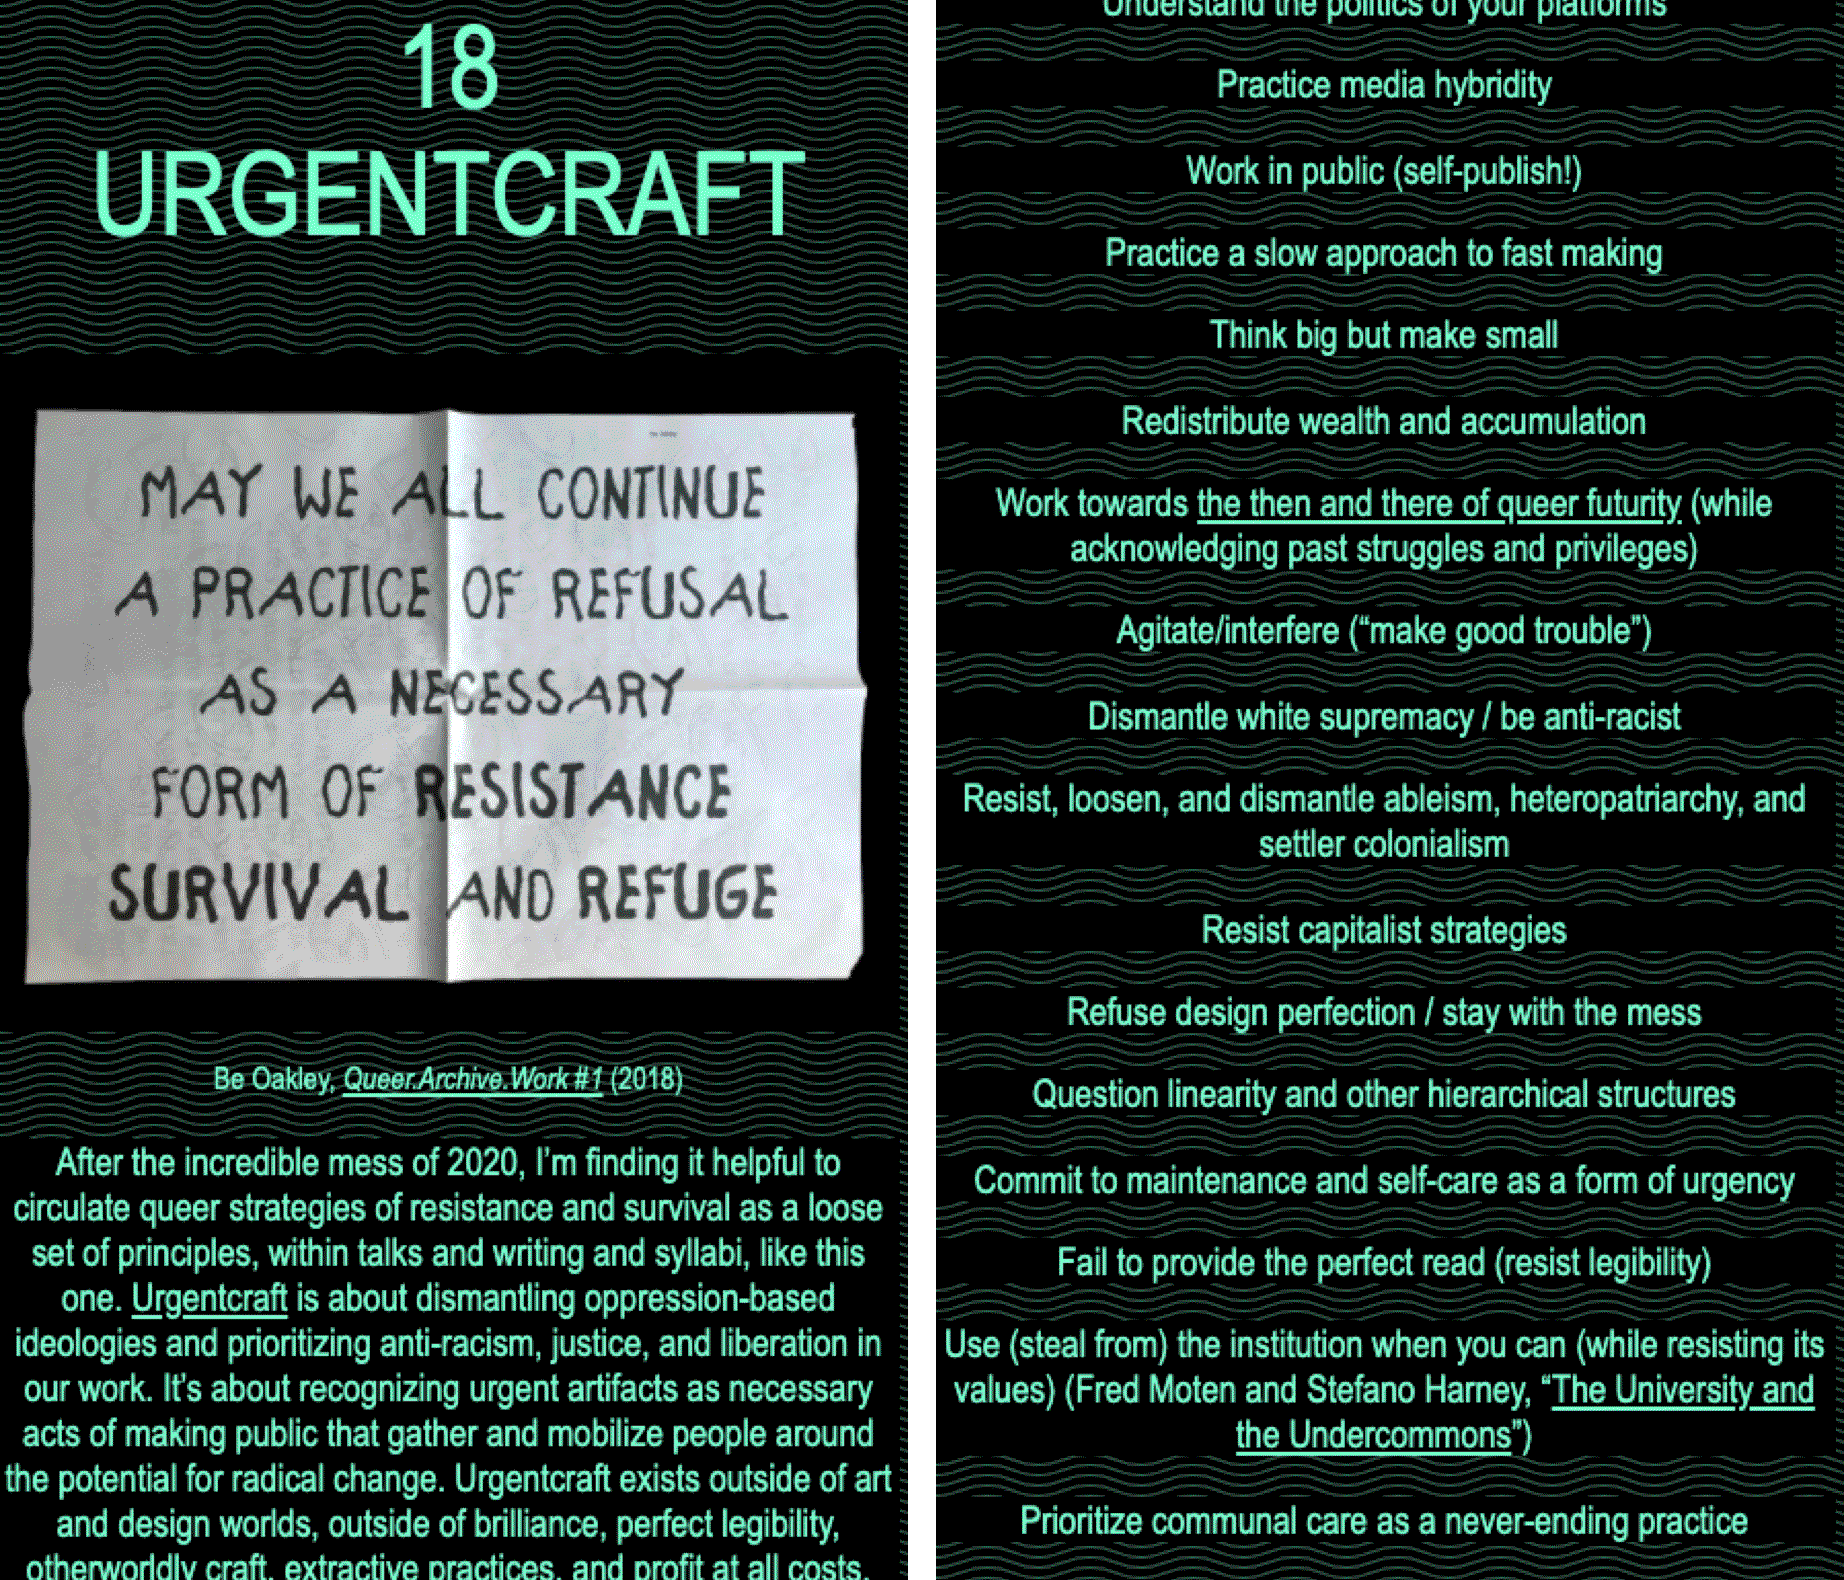 18
URGENTCRAFT
MAY WE ALL CONTINUE
A PRACTICE OF REFUSAL
AS A NECESSARY
FORM OF RESISTANCE
SURVIVAL AND REFUGE
Be Oakley, Queer.Archive.Work #1 (2018)
After the incredible mess of 2020, I’m finding it helpful to
circulate queer strategies of resistance and survival as a loose
set of principles, within talks and writing and syllabi, like this
one. Urgentcraft is about dismantling oppression-based
ideologies and prioritizing anti-racism, justice, and liberation in
our work. It’s about recognizing urgent artifacts as necessary
acts of making public that gather and mobilize people around
the potential for radical change. Urgentcraft exists outside of art
and design worlds, outside of brilliance, perfect legibility,
otherworldly craft, extractive practices, and profit at all costs.
Understand the politics of your platforms
Practice media hybridity
Work in public (self-publish!)
Practice a slow approach to fast making
Think big but make small
Redistribute wealth and accumulation
Work towards the then and there of queer futurity (while
acknowledging past struggles and privileges)
Agitate/interfere (“make good trouble”)
Dismantle white supremacy / be anti-racist
Resist, loosen, and dismantle ableism, heteropatriarchy, and
settler colonialism
Resist capitalist strategies
Refuse design perfection / stay with the mess
Question linearity and other hierarchical structures
Commit to maintenance and self-care as a form of urgency
Fail to provide the perfect read (resist legibility)
Use (steal from) the institution when you can (while resisting its
values) (Fred Moten and Stefano Harney, “The University and
the Undercommons”)
Prioritize communal care as a never-ending practice